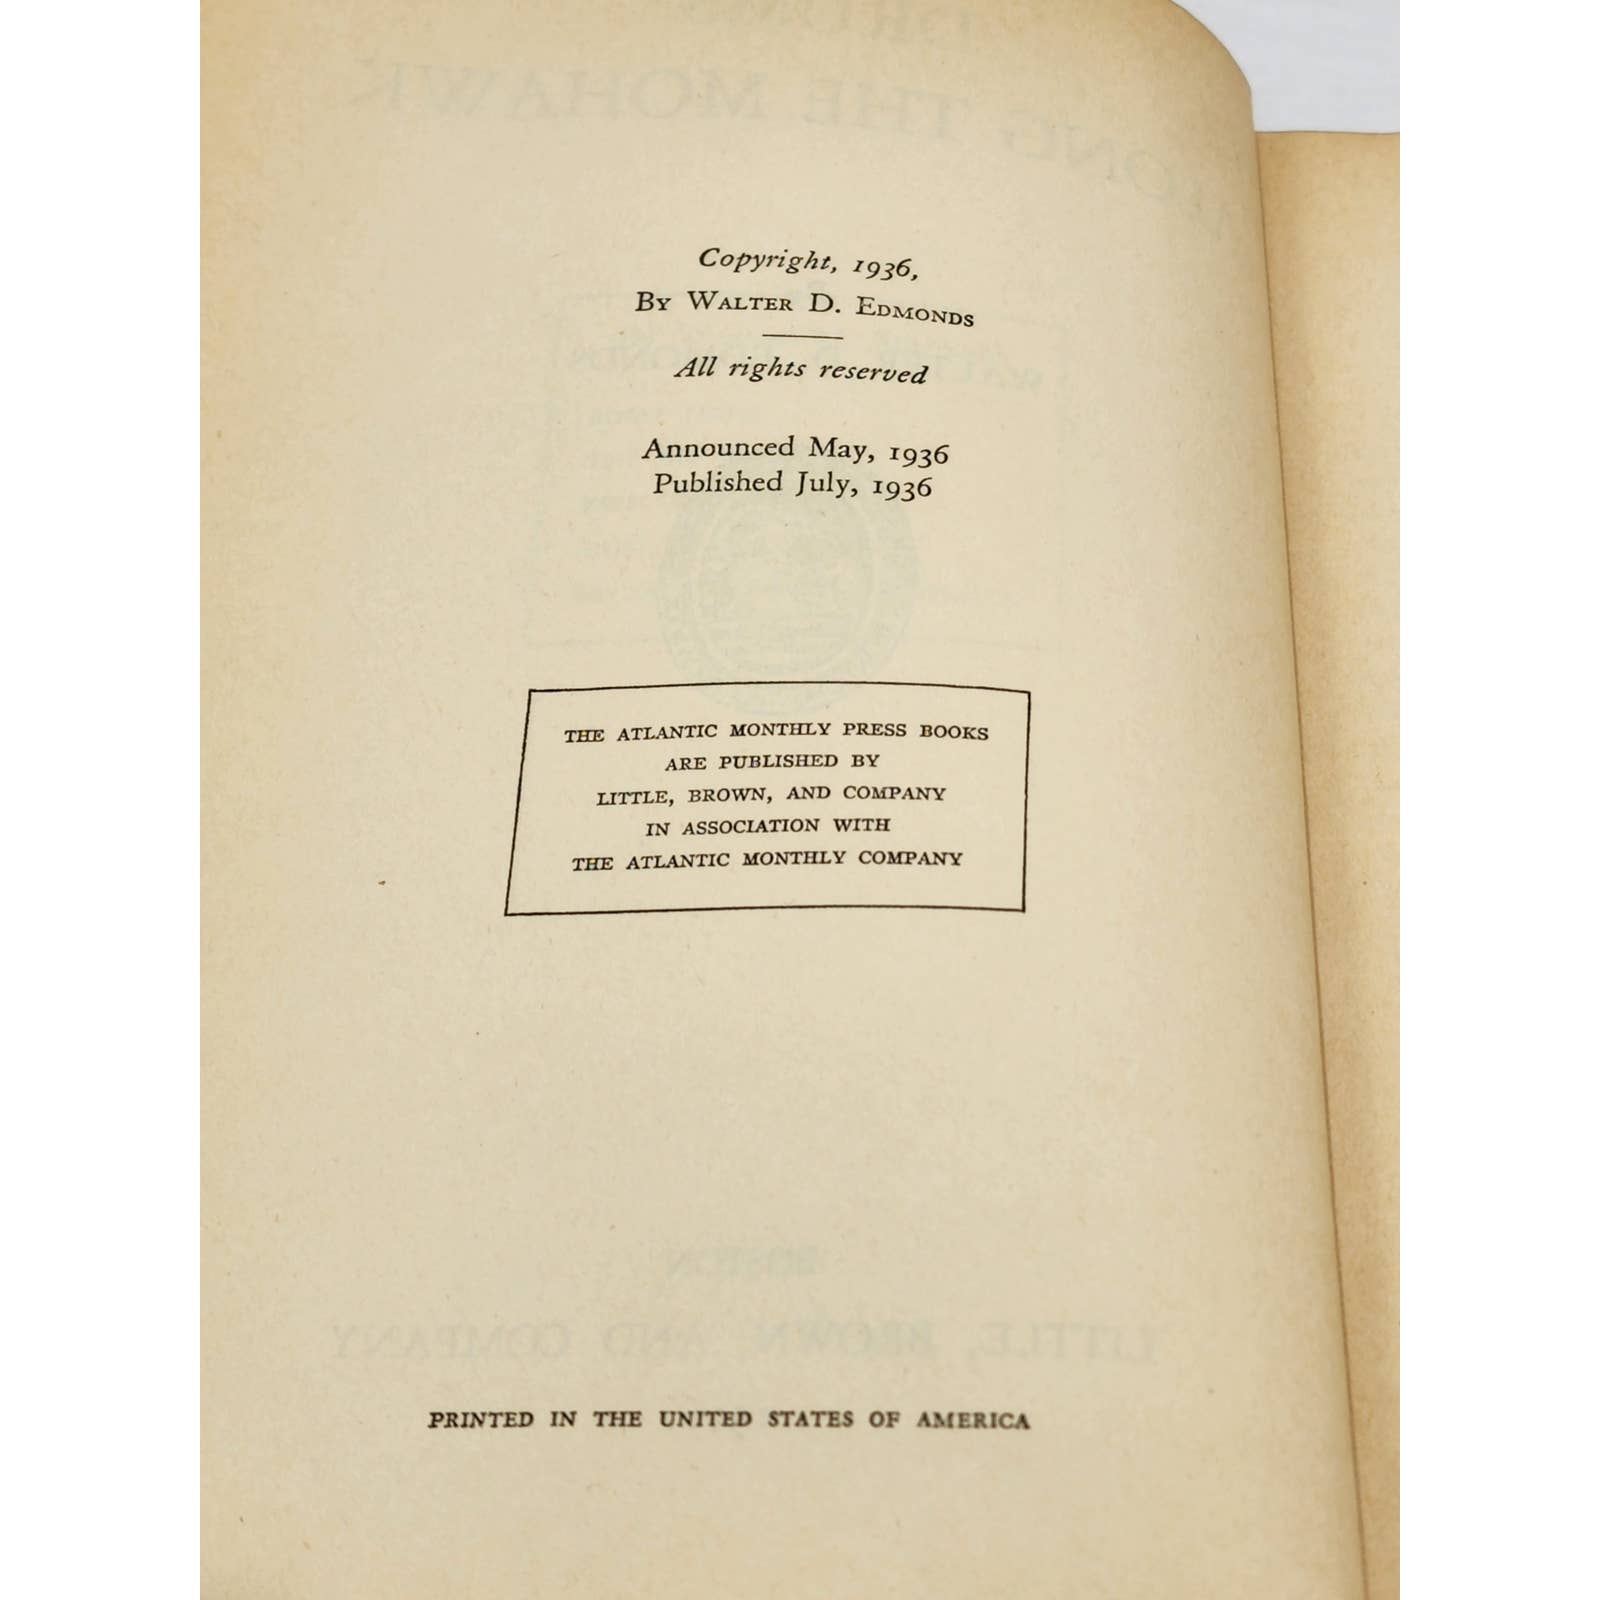 Copyright, 1936,
By Walter D. Edmonds
All rights reserved
Announced May, 1936
Published July, 1936
THE ATLANTIC MONTHLY PRESS BOOKS
ARE PUBLISHED BY
LITTLE, BROWN, AND COMPANY
IN ASSOCIATION WITH
THE ATLANTIC MONTHLY COMPANY
PRINTED IN THE UNITED STATES OF AMERICA